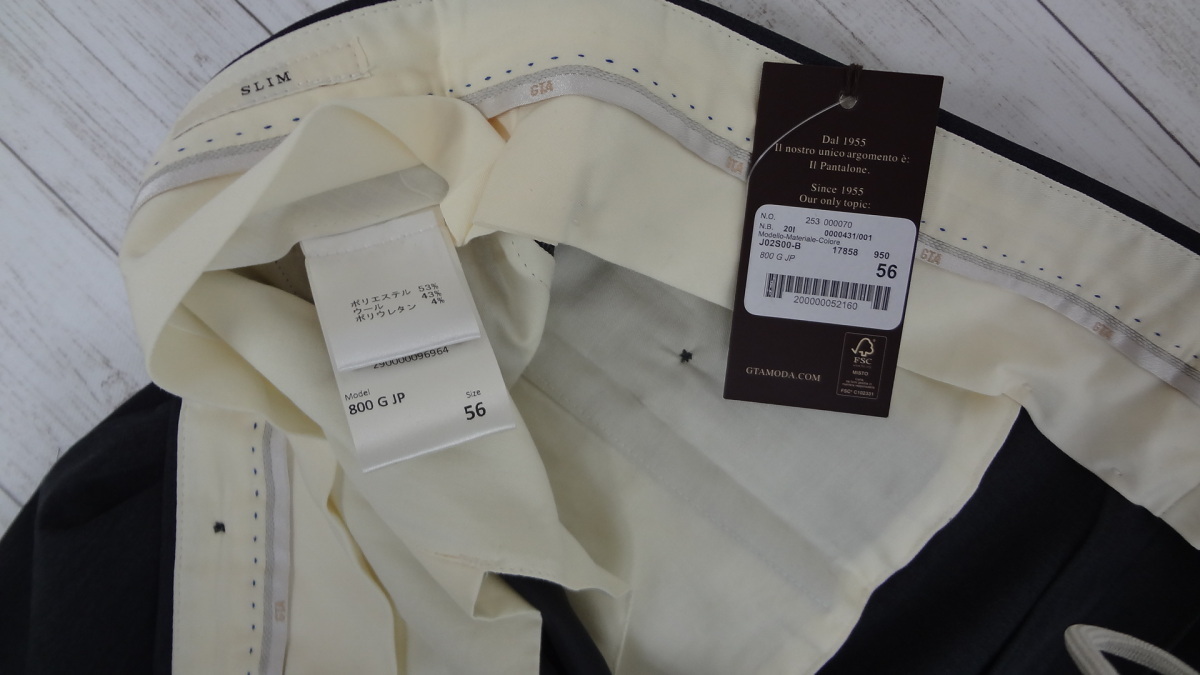 SLIM
GTA
GTA
Dal 1955
Il nostro unico argomento è:
Il Pantalone.
Since 1955
Our only topic:
N.O. 253 000070
N.B. 20I 0000431/001
Modello-Materiale-Colore
J02S00-B 17858 950
800 G JP 56
200000052160
GTAMODA.COM
FSC
MISTO
ポリエステル 53%
ウール 43%
ポリウレタン 4%
290000096964
Model Size
800 G JP 56
GTA